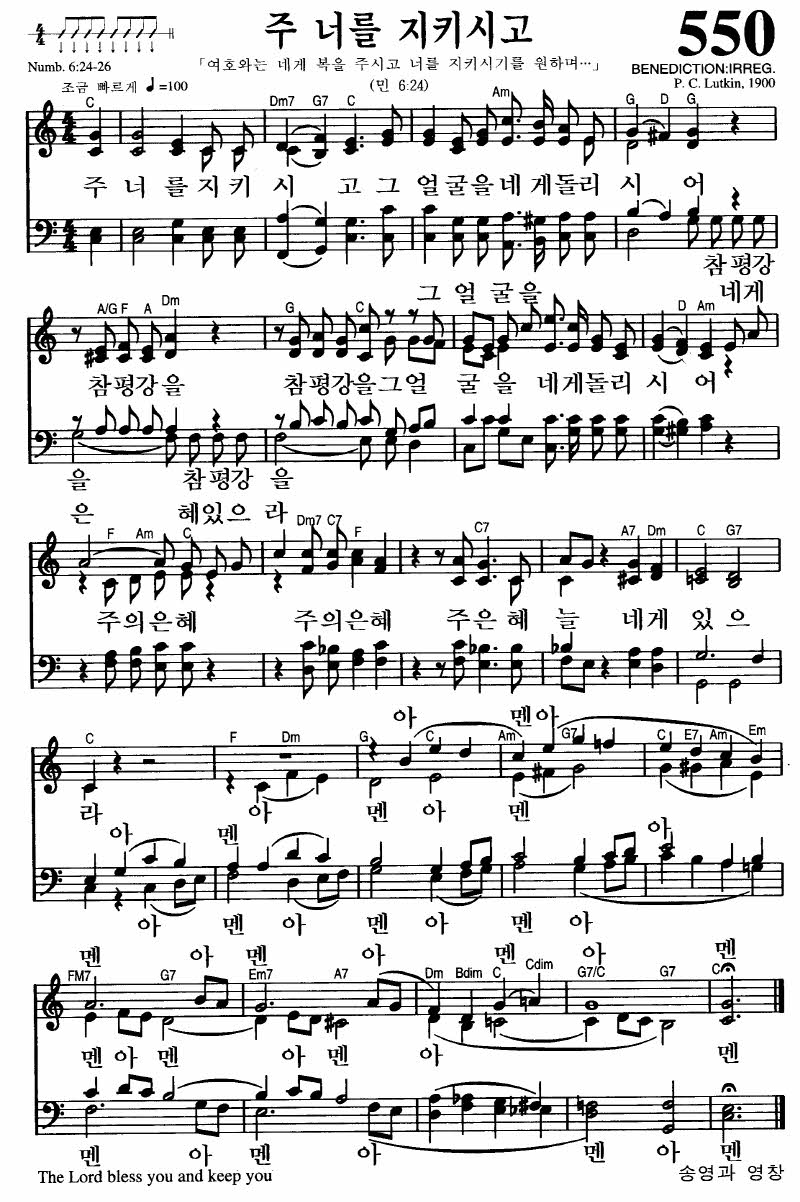 주 너를 지키시고
550
Numb. 6:24-26
「여호와는 네게 복을 주시고 너를 지키시기를 원하며…」
BENEDICTION:IRREG.
조금 빠르게 ♩=100
(민 6:24)
P. C. Lutkin, 1900
C Dm7 G7 C Am G D G
주 너 를 지 키 시 고 그 얼 굴 을 네 게 돌 리 시 어
참 평 강
그 얼 굴 을 네 게
A/G F A Dm G F C D Am
참 평 강 을 참 평 강 을 그 얼 굴 을 네 게 돌 리 시 어
을 참 평 강 을
은 혜 있 으 라
F Am C Dm7 C7 F C7 A7 Dm C G7
주 의 은 혜 주 의 은 혜 주 은 혜 늘 네 게 있 으
아 멘 아
C F Dm G C Am G7 C E7 Am Em
라 아 멘 아 멘
아 멘 아
아 멘 아 멘 아
멘 아 멘 아 멘 아
FM7 G7 Em7 A7 Dm Bdim C Cdim G7/C G7 C
멘 아 멘 아 멘 아 멘
멘 아 멘 아 멘 아 멘
The Lord bless you and keep you
송영과 영창